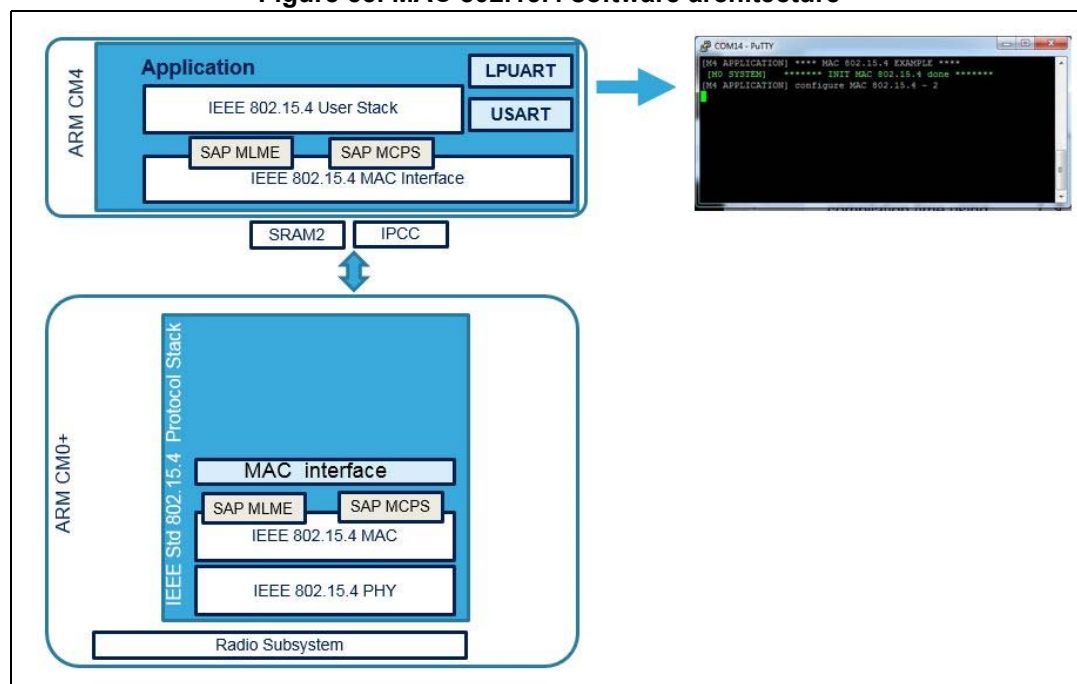 ARM CM4
Application
LPUART
IEEE 802.15.4 User Stack
USART
SAP MLME
SAP MCPS
IEEE 802.15.4 MAC Interface
COM14 - PuTTY
[M4 APPLICATION] **** MAC 802.15.4 EXAMPLE ****
[M0 SYSTEM] ******* INIT MAC 802.15.4 done *******
[M4 APPLICATION] configure MAC 802.15.4 - 2
SRAM2
IPCC
ARM CM0+
IEEE Std 802.15.4 Protocol Stack
MAC interface
SAP MLME
SAP MCPS
IEEE 802.15.4 MAC
IEEE 802.15.4 PHY
Radio Subsystem